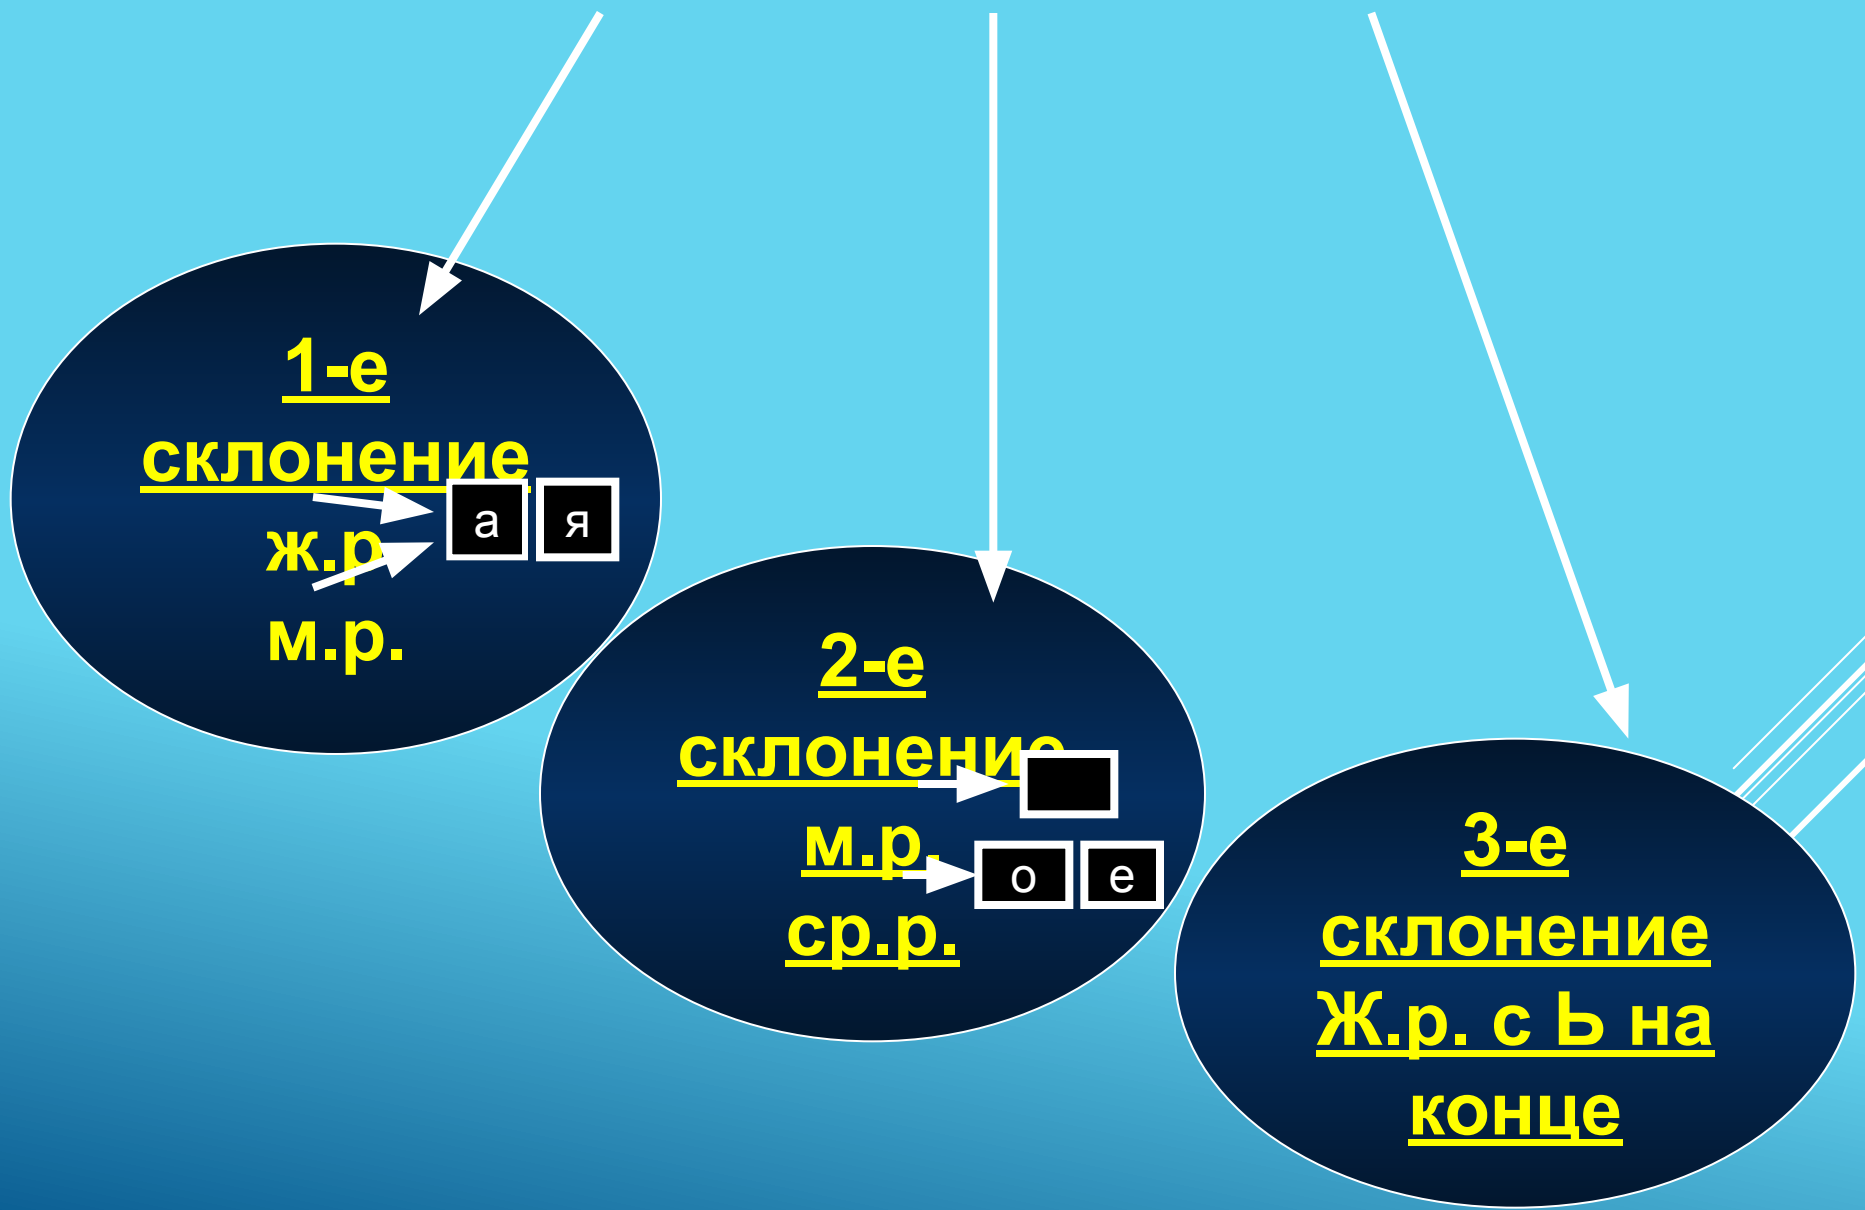 1-е
склонение
а я
ж.р
м.р.
2-е
склонение
м.р.
о е
ср.р.
3-е
склонение
Ж.р. с Ь на
конце